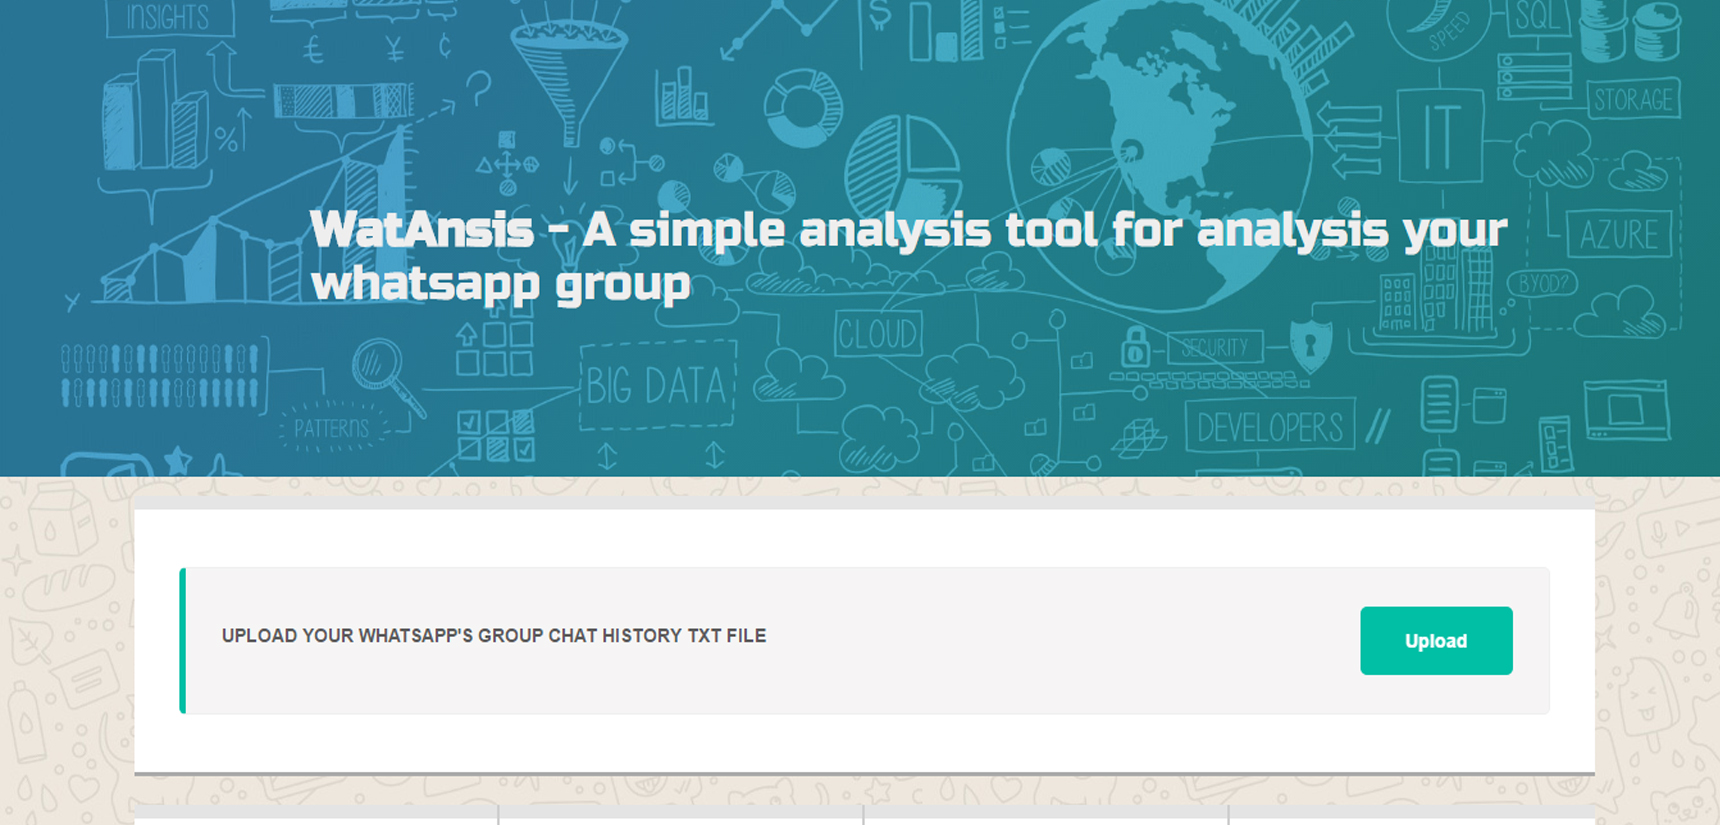 INSIGHTS
SPEED
SQL
STORAGE
IT
AZURE
WatAnsis - A simple analysis tool for analysis your
whatsapp group
BYOD?
CLOUD
SECURITY
BIG DATA
PATTERNS
DEVELOPERS
UPLOAD YOUR WHATSAPP'S GROUP CHAT HISTORY TXT FILE
Upload